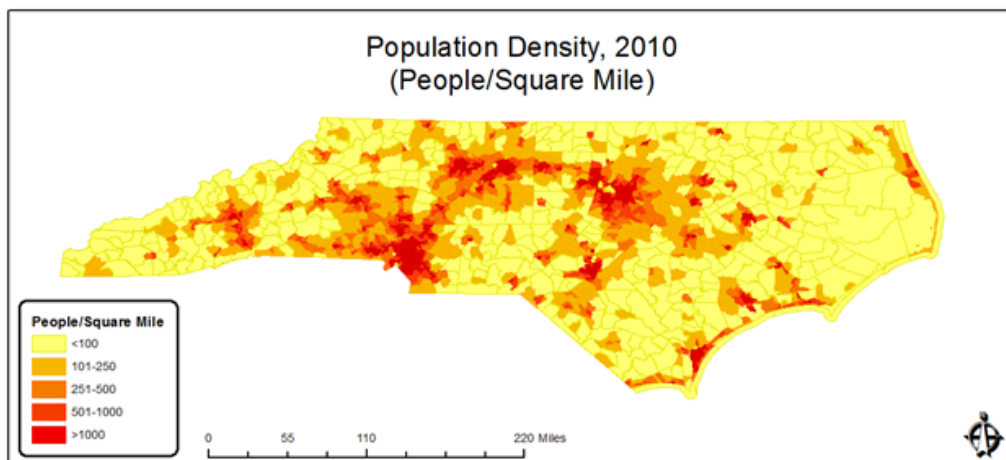 Population Density, 2010
(People/Square Mile)
People/Square Mile
<100
101-250
251-500
501-1000
>1000
0 55 110 220 Miles